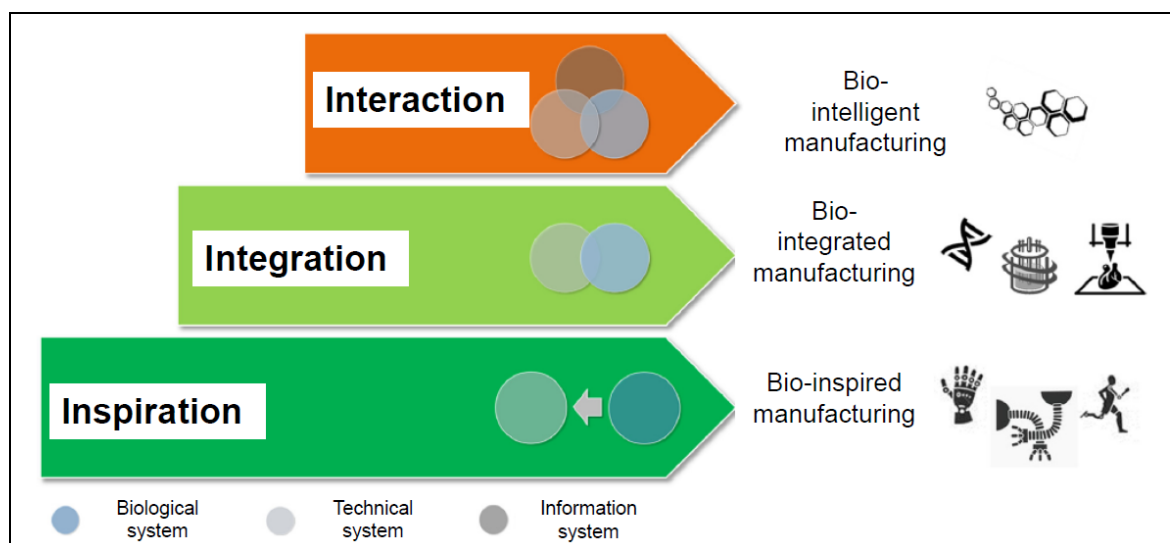 Interaction
Bio-
intelligent
manufacturing
Integration
Bio-
integrated
manufacturing
Inspiration
Bio-inspired
manufacturing
Biological
system
Technical
system
Information
system